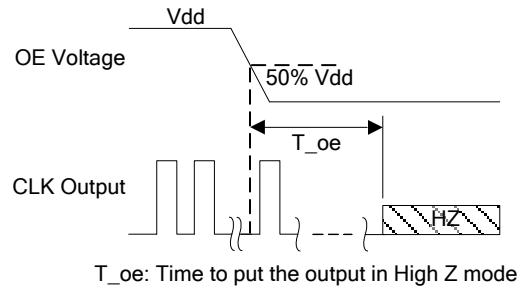 Vdd
OE Voltage
50% Vdd
T_oe
CLK Output
HZ
T_oe: Time to put the output in High Z mode